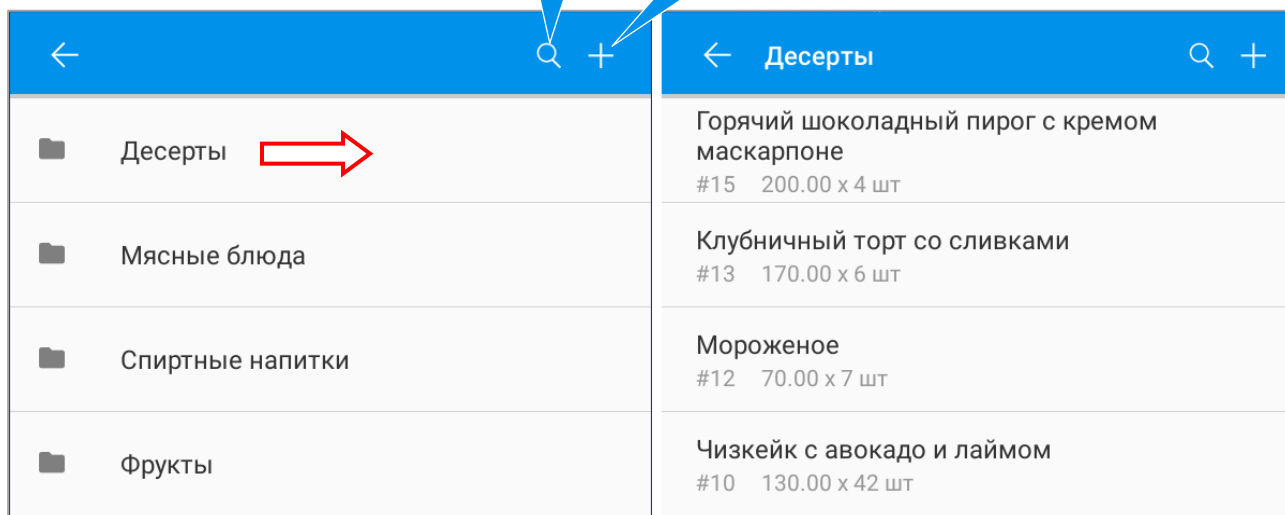 Десерты
Мясные блюда
Спиртные напитки
Фрукты
Десерты
Горячий шоколадный пирог с кремом
маскарпоне
#15 200.00 x 4 шт
Клубничный торт со сливками
#13 170.00 x 6 шт
Мороженое
#12 70.00 x 7 шт
Чизкейк с авокадо и лаймом
#10 130.00 x 42 шт